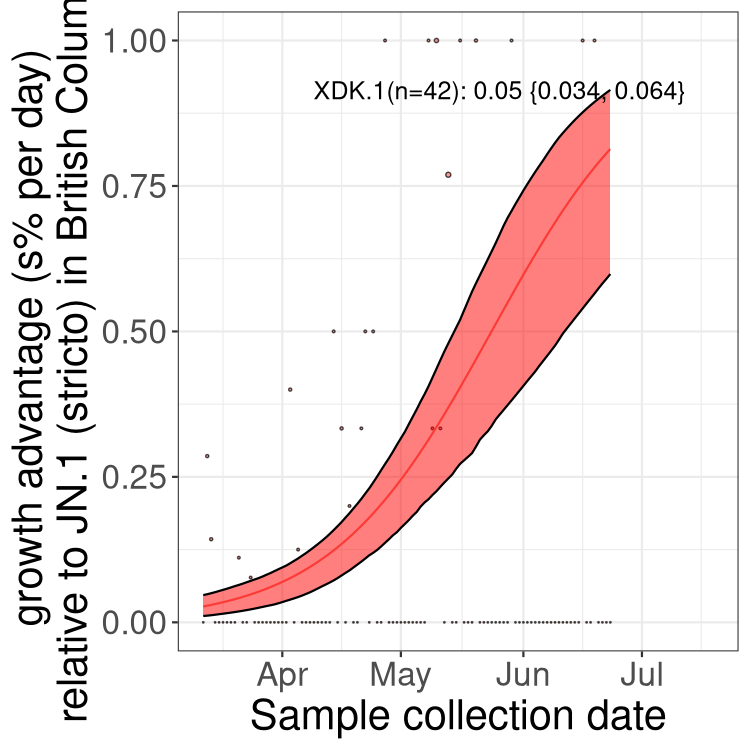 growth advantage (s% per day)
relative to JN.1 (stricto) in British Colum
1.00
0.75
0.50
0.25
0.00
XDK.1(n=42): 0.05 {0.034, 0.064}
Apr May Jun Jul
Sample collection date